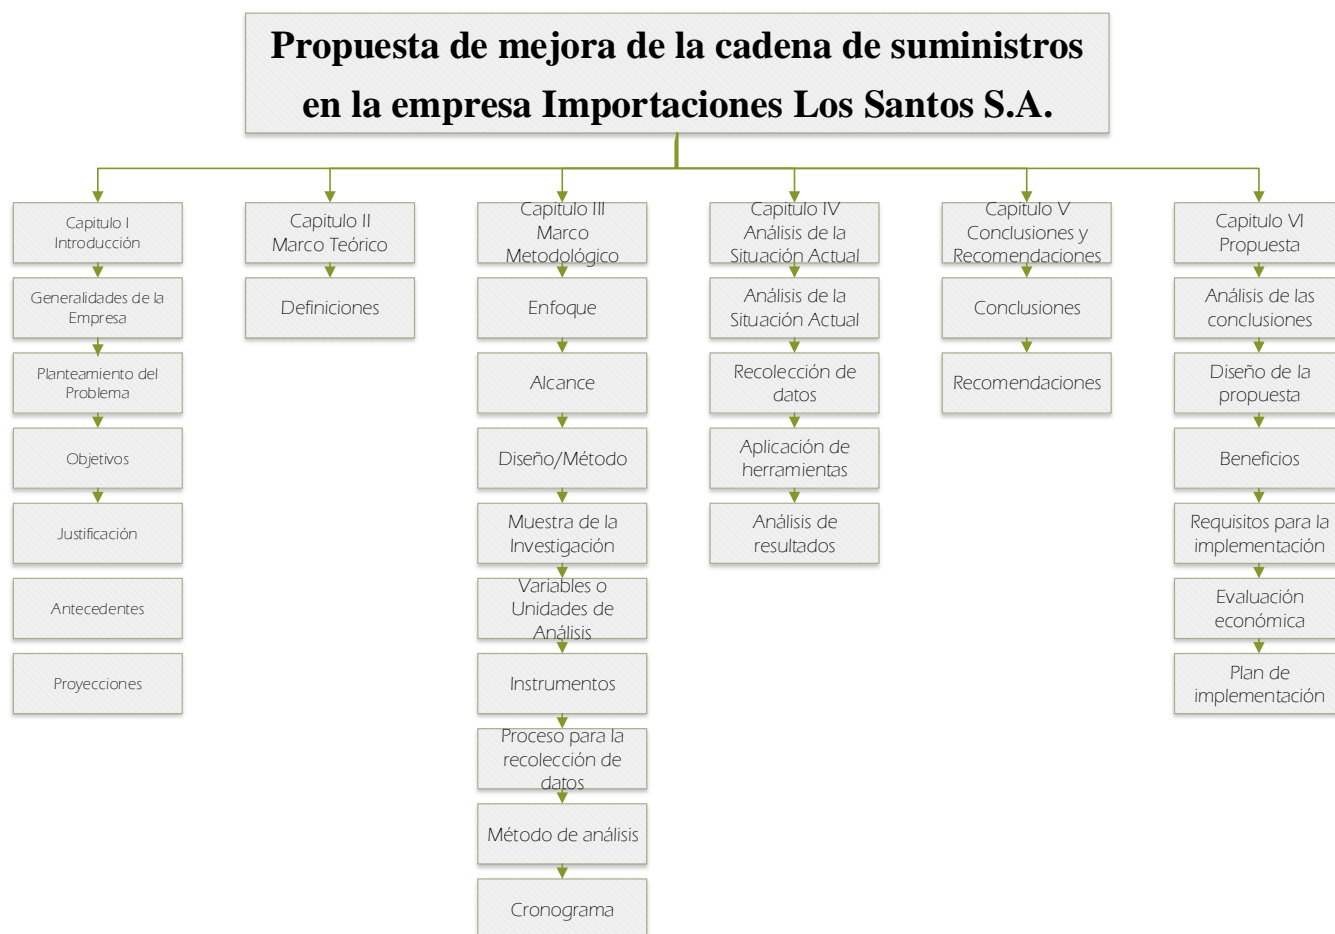 Propuesta de mejora de la cadena de suministros
en la empresa Importaciones Los Santos S.A.
Capitulo I
Introducción
Generalidades de la
Empresa
Planteamiento del
Problema
Objetivos
Justificación
Antecedentes
Proyecciones
Capitulo II
Marco Teórico
Definiciones
Capitulo III
Marco
Metodológico
Enfoque
Alcance
Diseño/Método
Muestra de la
Investigación
Variables o
Unidades de
Análisis
Instrumentos
Proceso para la
recolección de
datos
Método de análisis
Cronograma
Capitulo IV
Análisis de la
Situación Actual
Análisis de la
Situación Actual
Recolección de
datos
Aplicación de
herramientas
Análisis de
resultados
Capitulo V
Conclusiones y
Recomendaciones
Conclusiones
Recomendaciones
Capitulo VI
Propuesta
Análisis de las
conclusiones
Diseño de la
propuesta
Beneficios
Requisitos para la
implementación
Evaluación
económica
Plan de
implementación